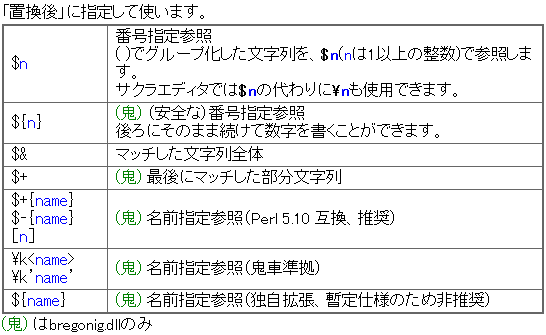 「置換後」に指定して使います。
$n
番号指定参照
( )でグループ化した文字列を、$n(nは1以上の整数)で参照しま
す。
サクラエディタでは$nの代わりに¥nも使用できます。
${n}
(鬼) (安全な)番号指定参照
後ろにそのまま続けて数字を書くことができます。
$&
マッチした文字列全体
$+
(鬼) 最後にマッチした部分文字列
$+{name}
$-{name}
[n]
(鬼) 名前指定参照(Perl 5.10 互換、推奨)
¥k<name>
¥k'name'
(鬼) 名前指定参照(鬼車準拠)
${name}
(鬼) 名前指定参照(独自拡張、暫定仕様のため非推奨)
(鬼) はbregonig.dllのみ